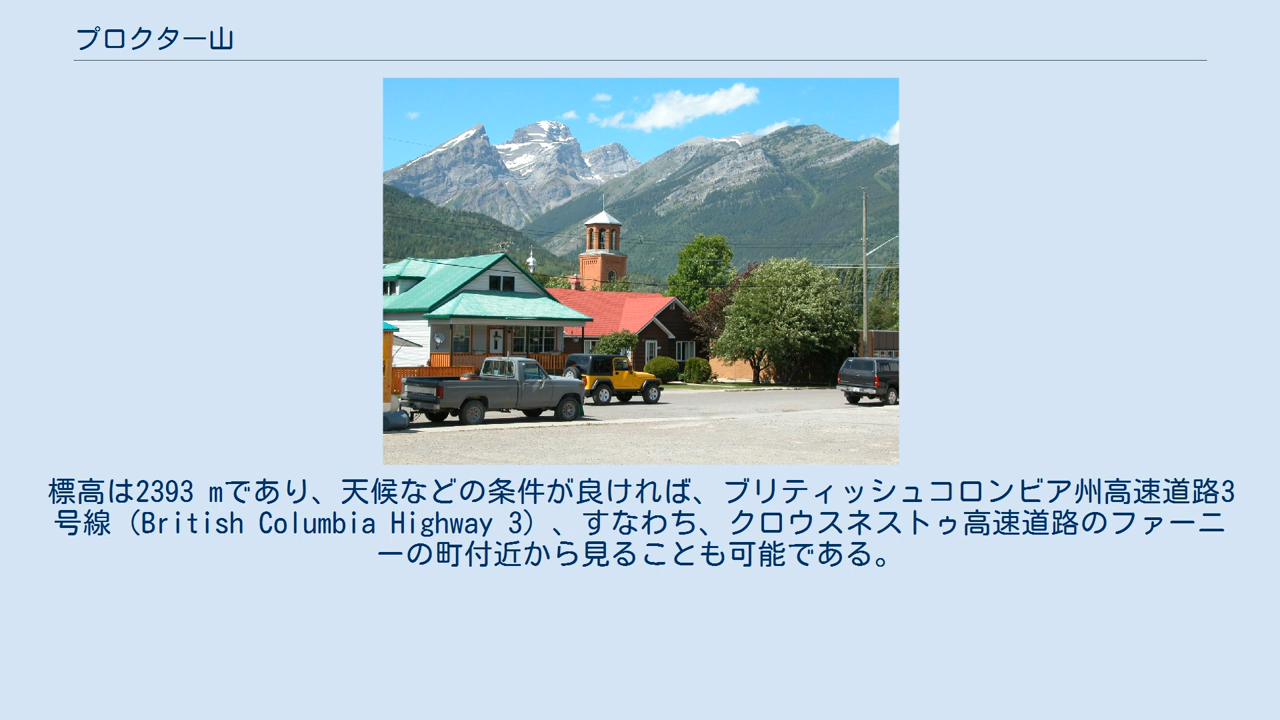 プロクター山
標高は2393 mであり、天候などの条件が良ければ、ブリティッシュコロンビア州高速道路3
号線（British Columbia Highway 3）、すなわち、クロウスネストゥ高速道路のファーニ
ーの町付近から見ることも可能である。